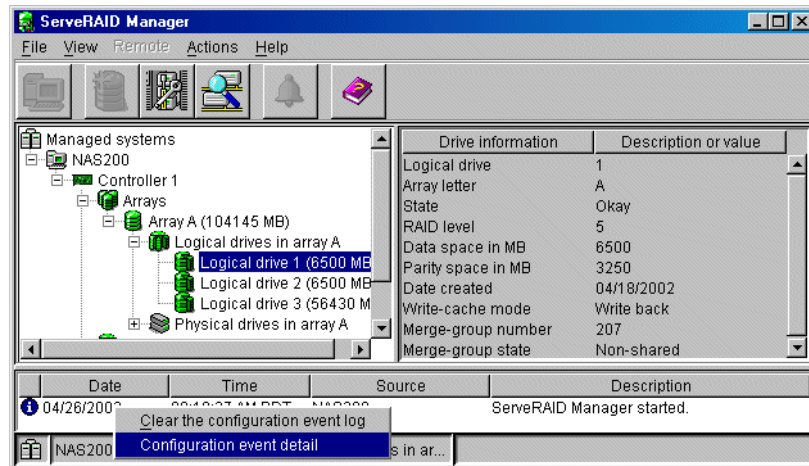 ServeRAID Manager
File View Remote Actions Help
Managed systems
NAS200
Controller 1
Arrays
Array A (104145 MB)
Logical drives in array A
Logical drive 1 (6500 MB
Logical drive 2 (6500 MB
Logical drive 3 (56430 M
Physical drives in array A
Drive information Description or value
Logical drive 1
Array letter A
State Okay
RAID level 5
Data space in MB 6500
Parity space in MB 3250
Date created 04/18/2002
Write-cache mode Write back
Merge-group number 207
Merge-group state Non-shared
Date Time Source Description
04/26/2002 ServeRAID Manager started.
Clear the configuration event log
Configuration event detail
NAS200 s in ar...